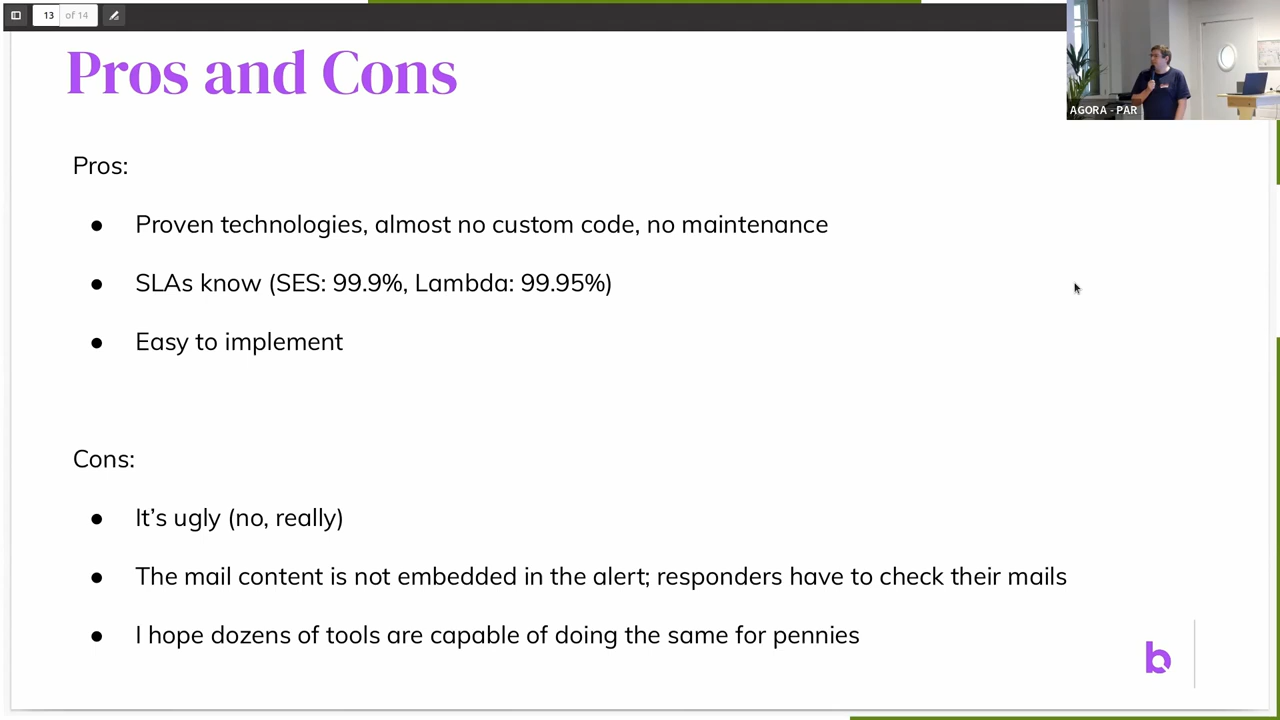 13 of 14
Pros and Cons
AGORA - PAR
Pros:
● Proven technologies, almost no custom code, no maintenance
● SLAs know (SES: 99.9%, Lambda: 99.95%)
● Easy to implement
Cons:
● It’s ugly (no, really)
● The mail content is not embedded in the alert; responders have to check their mails
● I hope dozens of tools are capable of doing the same for pennies
b